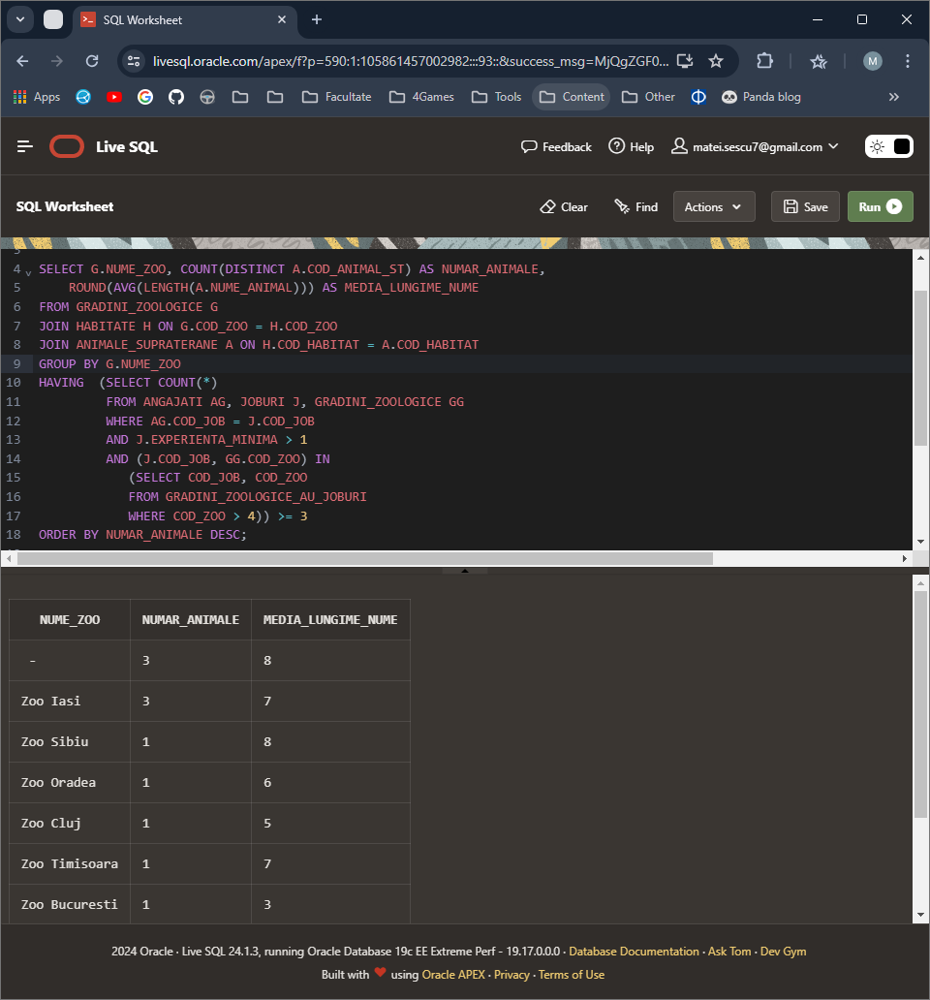 SQL Worksheet
livesql.oracle.com/apex/f?p=590:1:105861457002982:::93::&success_msg=MjQgZGF0...
M
Apps
Facultate
4Games
Tools
Content
Other
Panda blog
Live SQL
Feedback
Help
matei.sescu7@gmail.com
SQL Worksheet
Clear
Find
Actions
Save
Run
4 SELECT G.NUME_ZOO, COUNT(DISTINCT A.COD_ANIMAL_ST) AS NUMAR_ANIMALE,
5     ROUND(AVG(LENGTH(A.NUME_ANIMAL))) AS MEDIA_LUNGIME_NUME
6 FROM GRADINI_ZOOLOGICE G
7 JOIN HABITATE H ON G.COD_ZOO = H.COD_ZOO
8 JOIN ANIMALE_SUPRATERANE A ON H.COD_HABITAT = A.COD_HABITAT
9 GROUP BY G.NUME_ZOO
10 HAVING  (SELECT COUNT(*)
11          FROM ANGAJATI AG, JOBURI J, GRADINI_ZOOLOGICE GG
12          WHERE AG.COD_JOB = J.COD_JOB
13          AND J.EXPERIENTA_MINIMA > 1
14          AND (J.COD_JOB, GG.COD_ZOO) IN
15             (SELECT COD_JOB, COD_ZOO
16             FROM GRADINI_ZOOLOGICE_AU_JOBURI
17             WHERE COD_ZOO > 4)) >= 3
18 ORDER BY NUMAR_ANIMALE DESC;
NUME_ZOO NUMAR_ANIMALE MEDIA_LUNGIME_NUME
- 3 8
Zoo Iasi 3 7
Zoo Sibiu 1 8
Zoo Oradea 1 6
Zoo Cluj 1 5
Zoo Timisoara 1 7
Zoo Bucuresti 1 3
2024 Oracle · Live SQL 24.1.3, running Oracle Database 19c EE Extreme Perf - 19.17.0.0.0 · Database Documentation · Ask Tom · Dev Gym
Built with ❤ using Oracle APEX · Privacy · Terms of Use